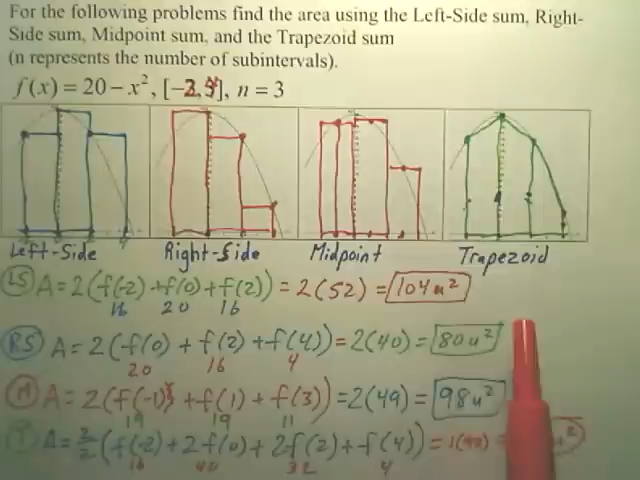 For the following problems find the area using the Left-Side sum, Right-
Side sum, Midpoint sum, and the Trapezoid sum
(n represents the number of subintervals).
f(x) = 20 − x², [−2,4], n = 3
Left-Side Right-Side Midpoint Trapezoid
LS A = 2(f(-2) + f(0) + f(2)) = 2(52) = 104u²
16 20 16
RS A = 2(f(0) + f(2) + f(4)) = 2(40) = 80u²
20 16 4
M A = 2(f(-1) + f(1) + f(3)) = 2(49) = 98u²
19 19 11
T A = 2/2(f(-2) + 2f(0) + 2f(2) + f(4)) = 1(92) = u²
16 40 32 4